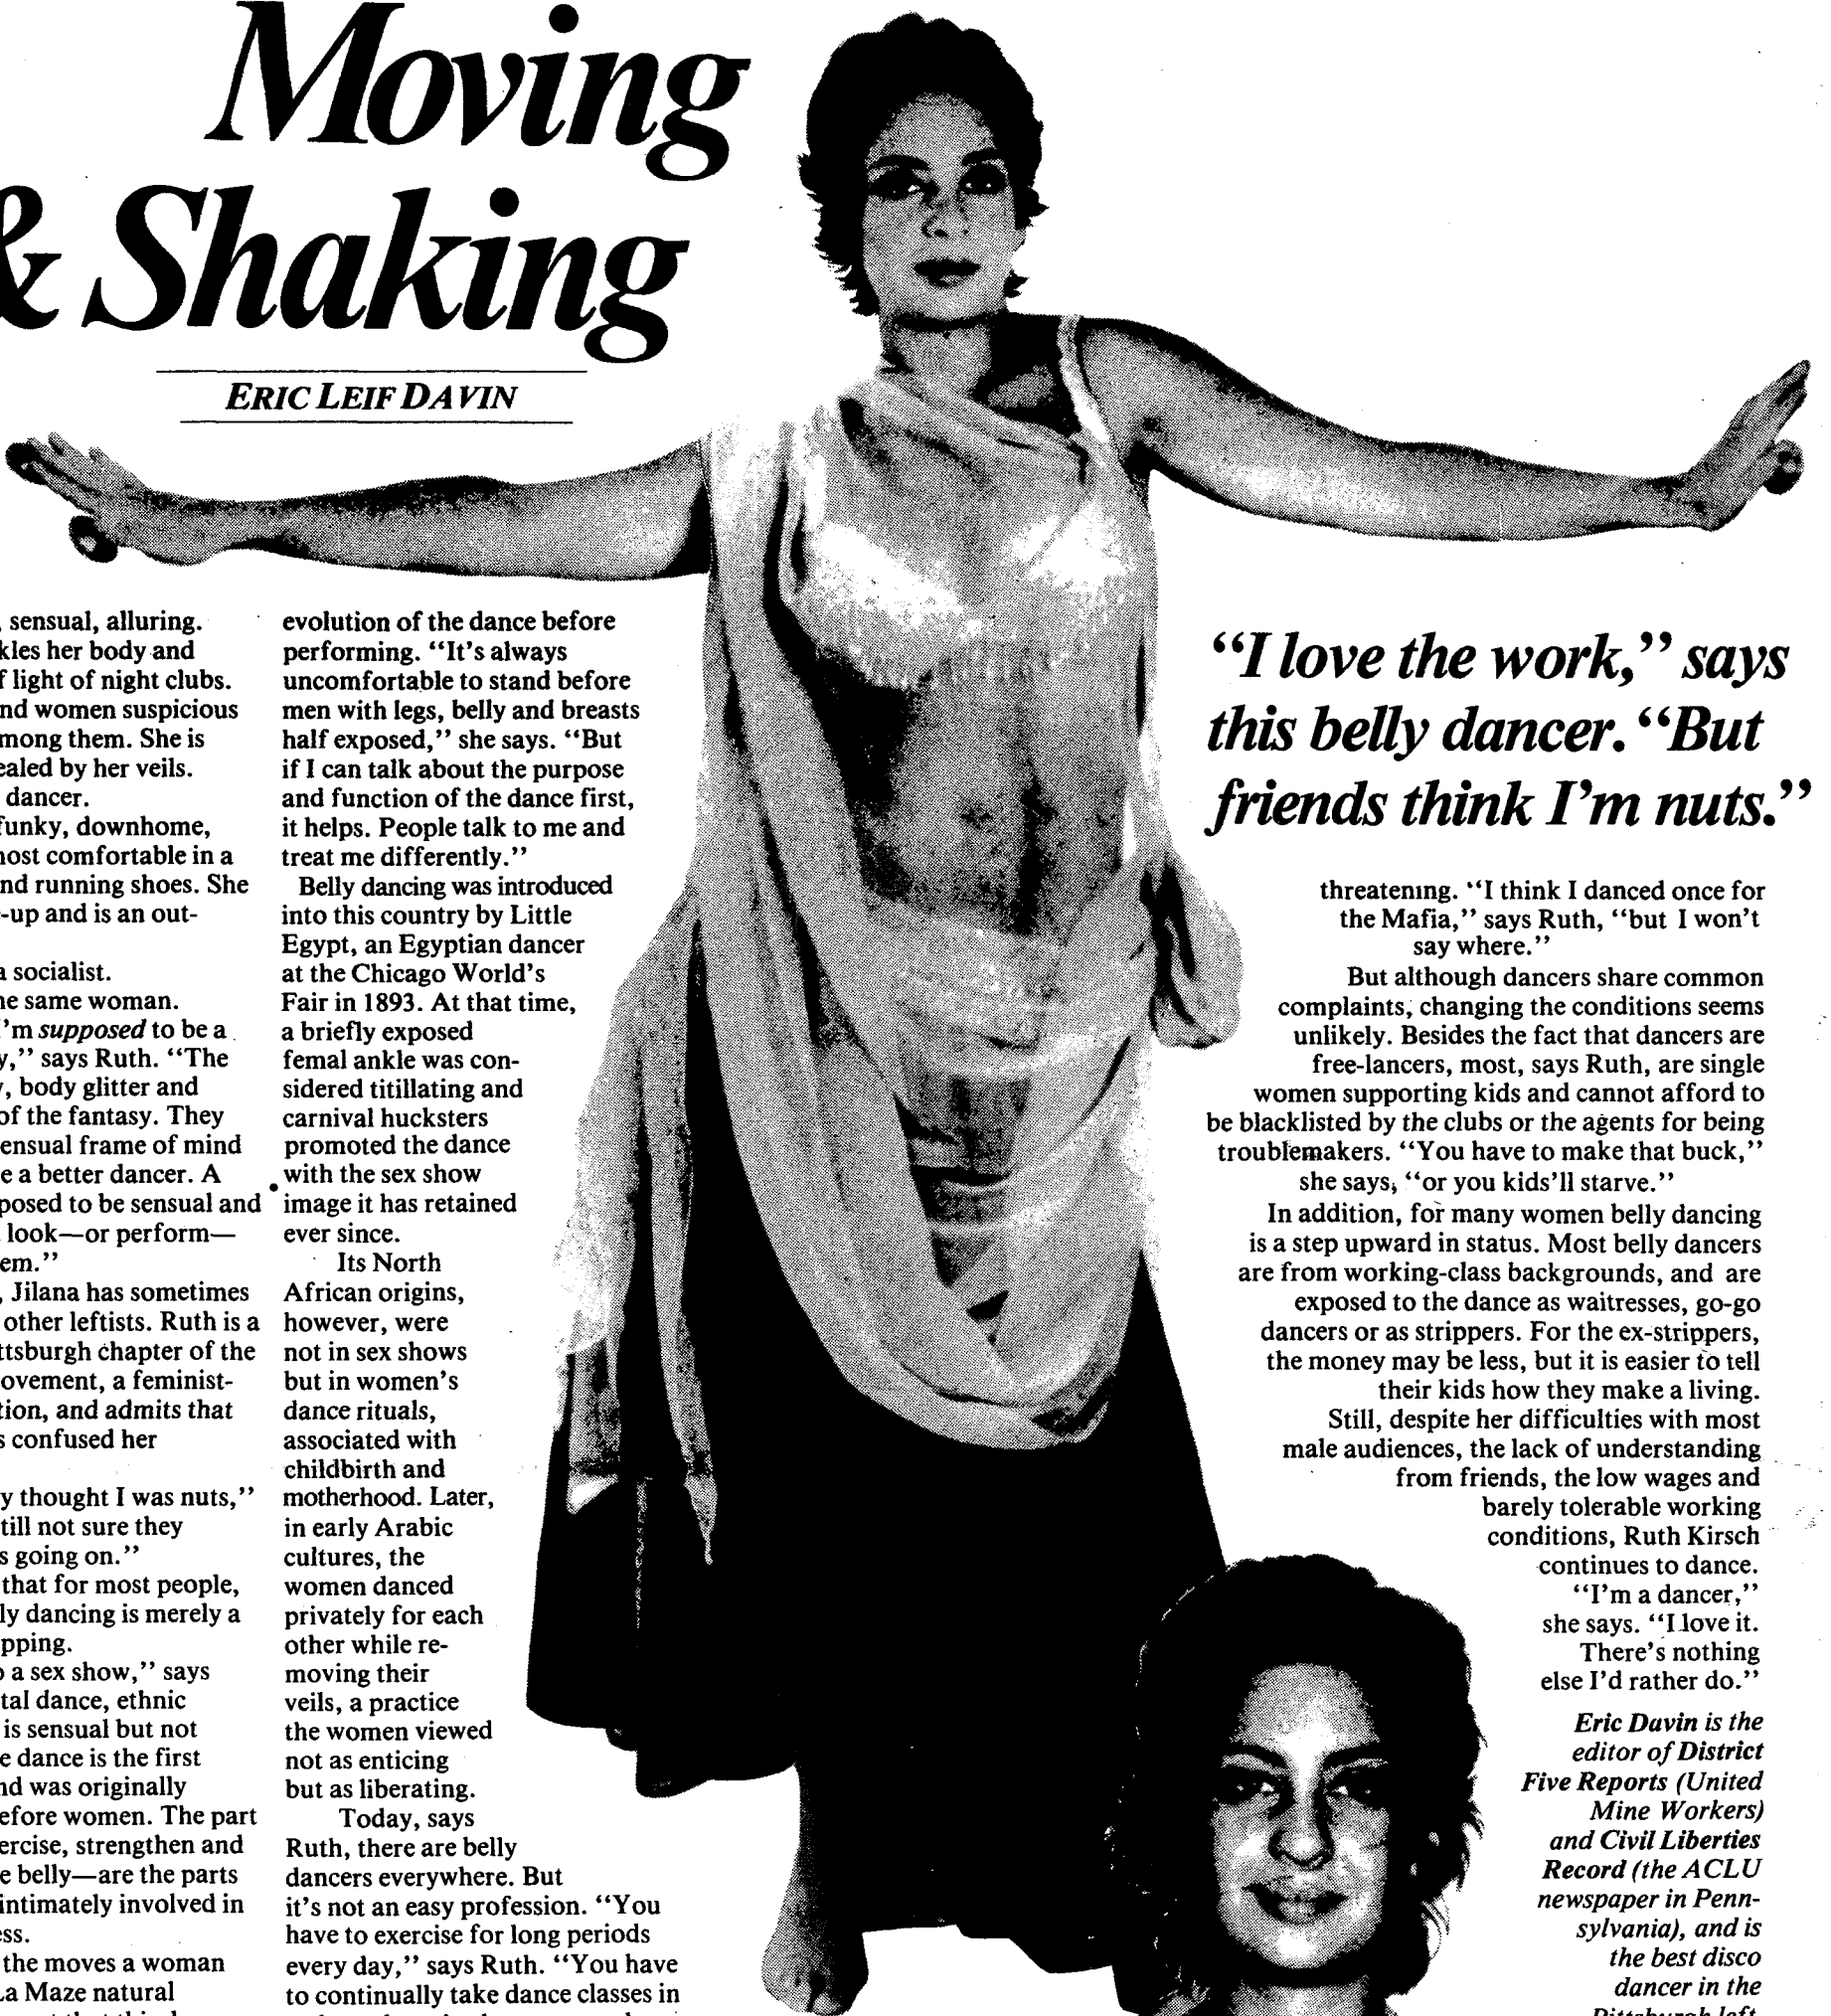 Moving
& Shaking
ERIC LEIF DAVIN
sensual, alluring.
her body and
light of night clubs.
women suspicious
among them. She is
by her veils.
dancer.
funky, downhome,
most comfortable in a
and running shoes. She
-up and is an out-
a socialist.
same woman.
I'm supposed to be a
says Ruth. "The
body glitter and
of the fantasy. They
sensual frame of mind
a better dancer. A
posed to be sensual and
look—or perform—
em."
Jilana has sometimes
other leftists. Ruth is a
ttsburgh chapter of the
ovement, a feminist-
tion, and admits that
confused her
thought I was nuts,"
till not sure they
going on."
that for most people,
ly dancing is merely a
pping.
a sex show," says
tal dance, ethnic
is sensual but not
dance is the first
nd was originally
efore women. The part
ercise, strengthen and
belly—are the parts
intimately involved in
ess.
the moves a woman
La Maze natural
evolution of the dance before
performing. "It's always
uncomfortable to stand before
men with legs, belly and breasts
half exposed," she says. "But
if I can talk about the purpose
and function of the dance first,
it helps. People talk to me and
treat me differently."
Belly dancing was introduced
into this country by Little
Egypt, an Egyptian dancer
at the Chicago World's
Fair in 1893. At that time,
a briefly exposed
femal ankle was con-
sidered titillating and
carnival hucksters
promoted the dance
with the sex show
image it has retained
ever since.
Its North
African origins,
however, were
not in sex shows
but in women's
dance rituals,
associated with
childbirth and
motherhood. Later,
in early Arabic
cultures, the
women danced
privately for each
other while re-
moving their
veils, a practice
the women viewed
not as enticing
but as liberating.
Today, says
Ruth, there are belly
dancers everywhere. But
it's not an easy profession. "You
have to exercise for long periods
every day," says Ruth. "You have
to continually take dance classes in
"I love the work," says
this belly dancer. "But
friends think I'm nuts."
threatening. "I think I danced once for
the Mafia," says Ruth, "but I won't
say where."
But although dancers share common
complaints, changing the conditions seems
unlikely. Besides the fact that dancers are
free-lancers, most, says Ruth, are single
women supporting kids and cannot afford to
be blacklisted by the clubs or the agents for being
troublemakers. "You have to make that buck,"
she says, "or you kids'll starve."
In addition, for many women belly dancing
is a step upward in status. Most belly dancers
are from working-class backgrounds, and are
exposed to the dance as waitresses, go-go
dancers or as strippers. For the ex-strippers,
the money may be less, but it is easier to tell
their kids how they make a living.
Still, despite her difficulties with most
male audiences, the lack of understanding
from friends, the low wages and
barely tolerable working
conditions, Ruth Kirsch
continues to dance.
"I'm a dancer,"
she says. "I love it.
There's nothing
else I'd rather do."
Eric Davin is the
editor of District
Five Reports (United
Mine Workers)
and Civil Liberties
Record (the ACLU
newspaper in Penn-
sylvania), and is
the best disco
dancer in the
Pittsburgh left.